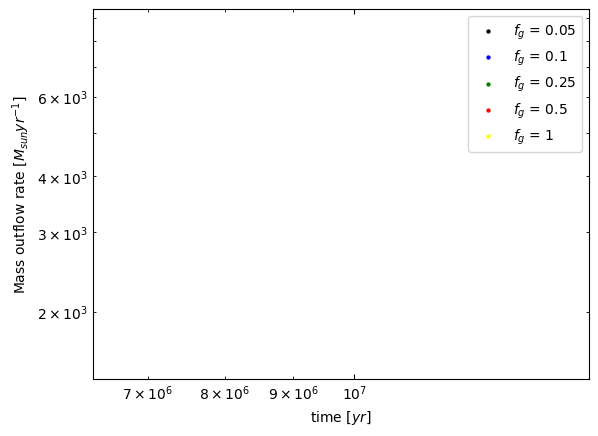 f_g = 0.05
f_g = 0.1
f_g = 0.25
f_g = 0.5
f_g = 1
Mass outflow rate [M_{sun}yr^{-1}]
6 × 10^3
4 × 10^3
3 × 10^3
2 × 10^3
7 × 10^6
8 × 10^6
9 × 10^6
10^7
time [yr]